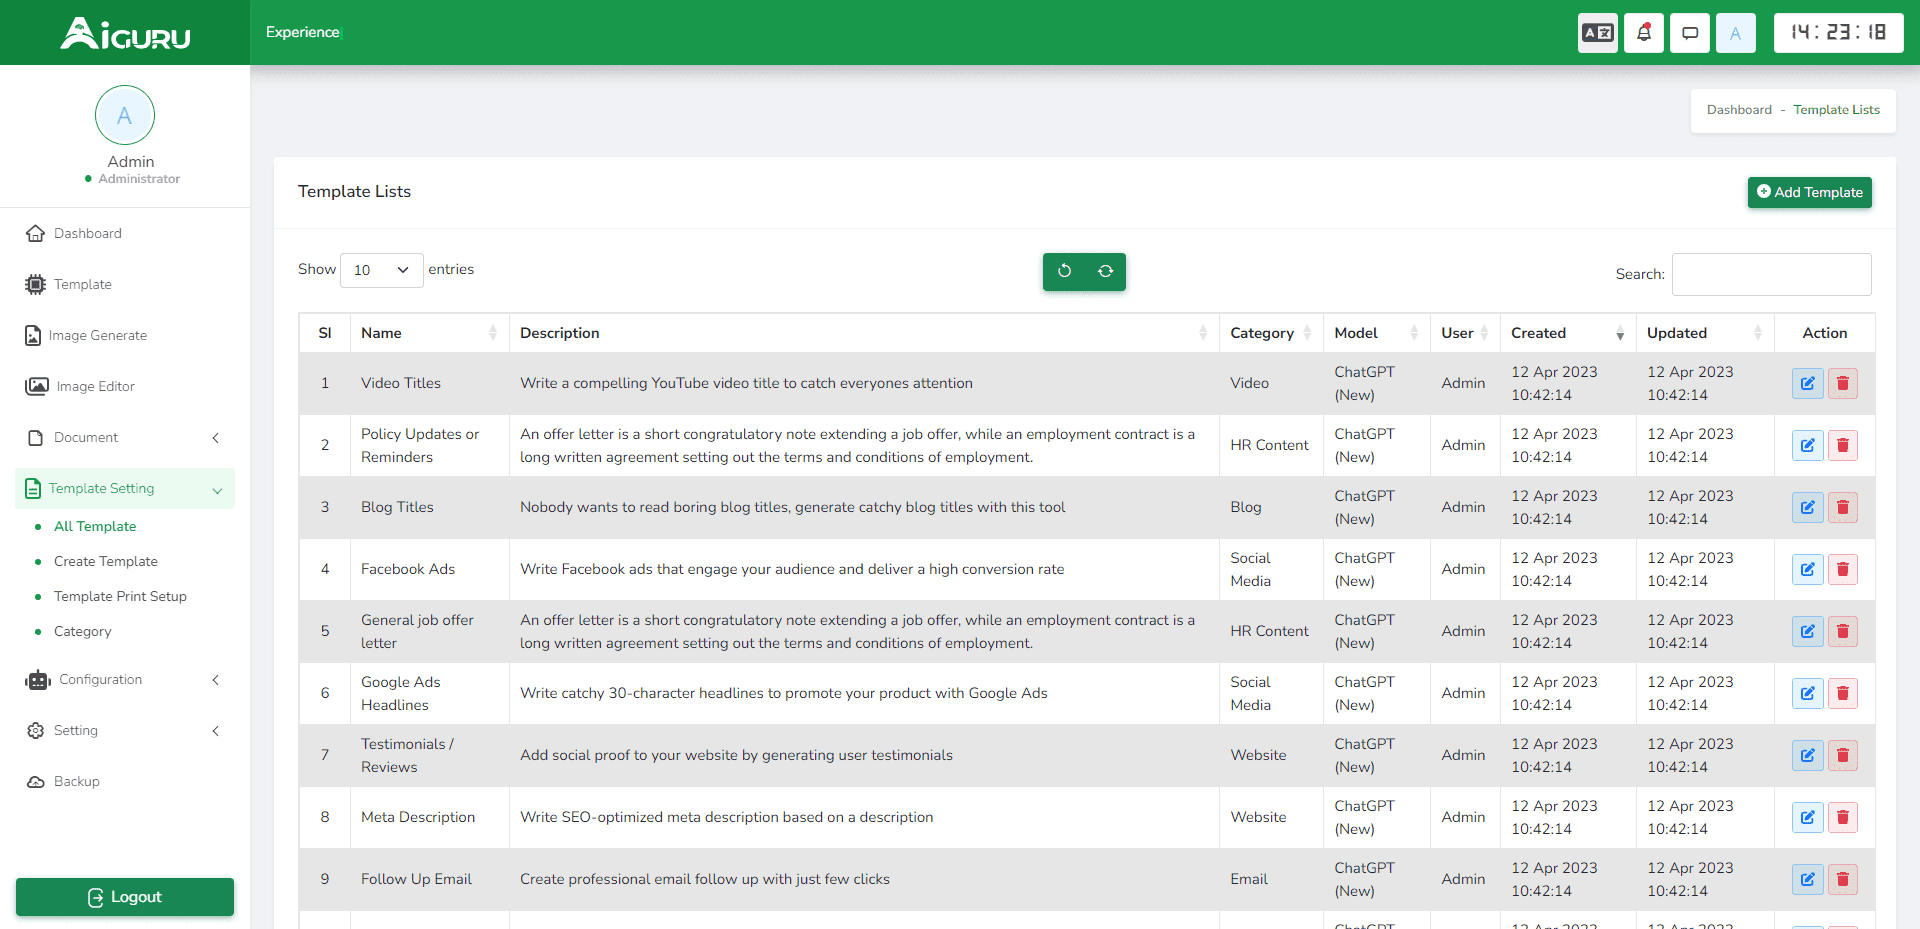 AiGURU
Experience
14:23:18
A
Admin
Administrator
Dashboard
Template
Image Generate
Image Editor
Document
Template Setting
All Template
Create Template
Template Print Setup
Category
Configuration
Setting
Backup
Logout
Dashboard - Template Lists
Template Lists
Add Template
Show 10 entries
Search:
Sl Name Description Category Model User Created Updated Action
1 Video Titles Write a compelling YouTube video title to catch everyones attention Video ChatGPT (New) Admin 12 Apr 2023 10:42:14 12 Apr 2023 10:42:14
2 Policy Updates or Reminders An offer letter is a short congratulatory note extending a job offer, while an employment contract is a long written agreement setting out the terms and conditions of employment. HR Content ChatGPT (New) Admin 12 Apr 2023 10:42:14 12 Apr 2023 10:42:14
3 Blog Titles Nobody wants to read boring blog titles, generate catchy blog titles with this tool Blog ChatGPT (New) Admin 12 Apr 2023 10:42:14 12 Apr 2023 10:42:14
4 Facebook Ads Write Facebook ads that engage your audience and deliver a high conversion rate Social Media ChatGPT (New) Admin 12 Apr 2023 10:42:14 12 Apr 2023 10:42:14
5 General job offer letter An offer letter is a short congratulatory note extending a job offer, while an employment contract is a long written agreement setting out the terms and conditions of employment. HR Content ChatGPT (New) Admin 12 Apr 2023 10:42:14 12 Apr 2023 10:42:14
6 Google Ads Headlines Write catchy 30-character headlines to promote your product with Google Ads Social Media ChatGPT (New) Admin 12 Apr 2023 10:42:14 12 Apr 2023 10:42:14
7 Testimonials / Reviews Add social proof to your website by generating user testimonials Website ChatGPT (New) Admin 12 Apr 2023 10:42:14 12 Apr 2023 10:42:14
8 Meta Description Write SEO-optimized meta description based on a description Website ChatGPT (New) Admin 12 Apr 2023 10:42:14 12 Apr 2023 10:42:14
9 Follow Up Email Create professional email follow up with just few clicks Email ChatGPT (New) Admin 12 Apr 2023 10:42:14 12 Apr 2023 10:42:14